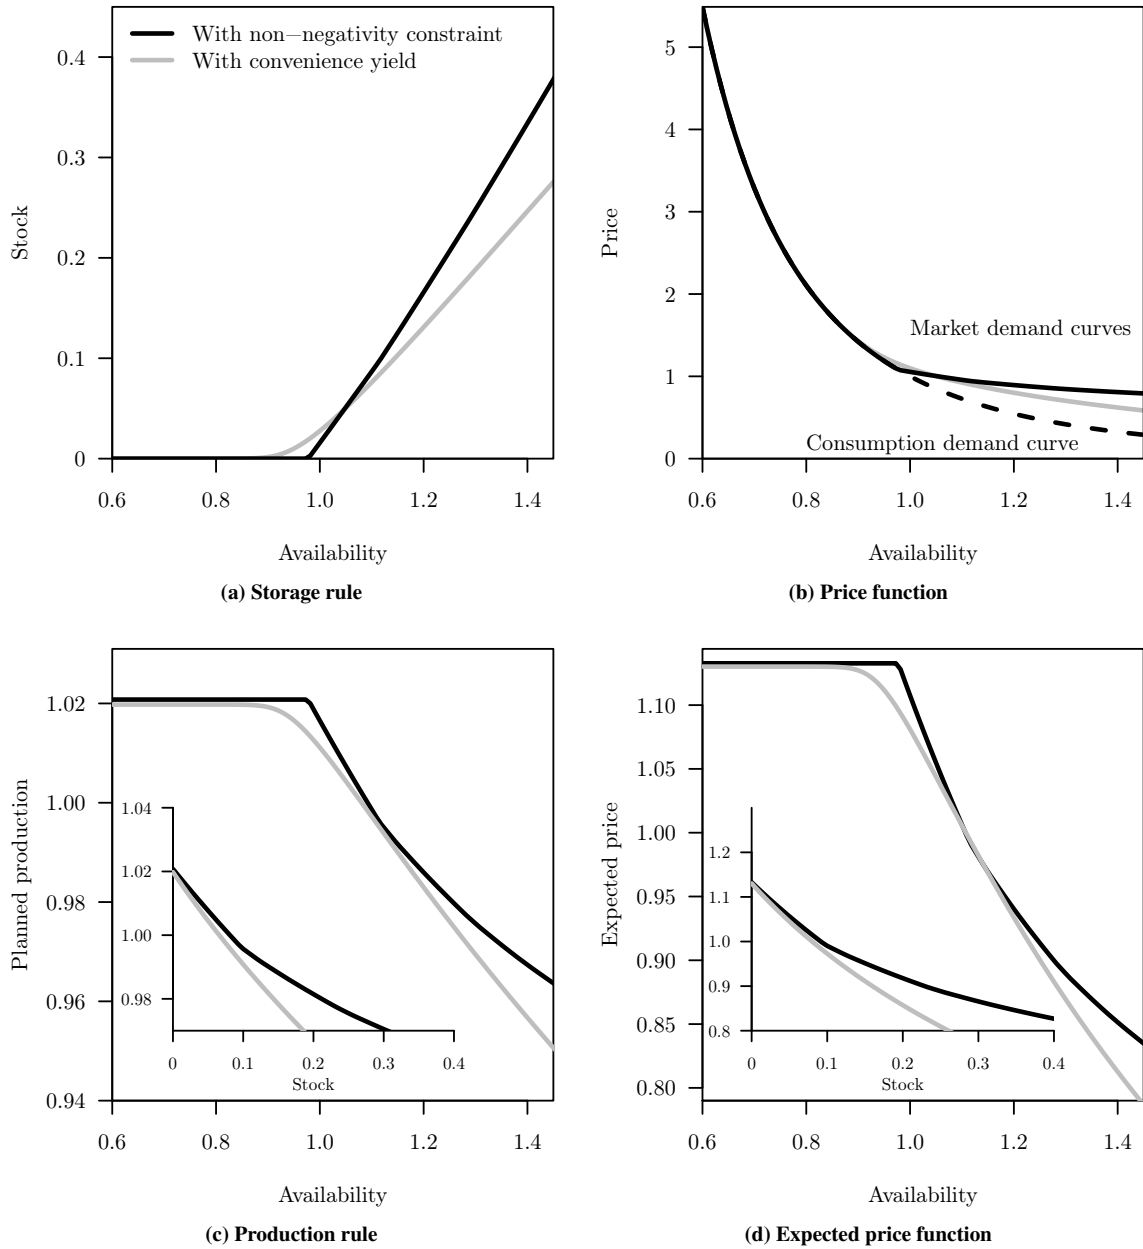 With non−negativity constraint
With convenience yield
0.4
0.3
0.2
0.1
0
Stock
0.6 0.8 1.0 1.2 1.4
Availability
(a) Storage rule
5
4
3
2
1
0
Price
Market demand curves
Consumption demand curve
0.6 0.8 1.0 1.2 1.4
Availability
(b) Price function
1.02
1.00
0.98
0.96
0.94
Planned production
1.04
1.02
1.00
0.98
0 0.1 0.2 0.3 0.4
Stock
0.6 0.8 1.0 1.2 1.4
Availability
(c) Production rule
1.10
1.05
1.00
0.95
0.90
0.85
0.80
Expected price
1.2
1.1
1.0
0.9
0.8
0 0.1 0.2 0.3 0.4
Stock
0.6 0.8 1.0 1.2 1.4
Availability
(d) Expected price function